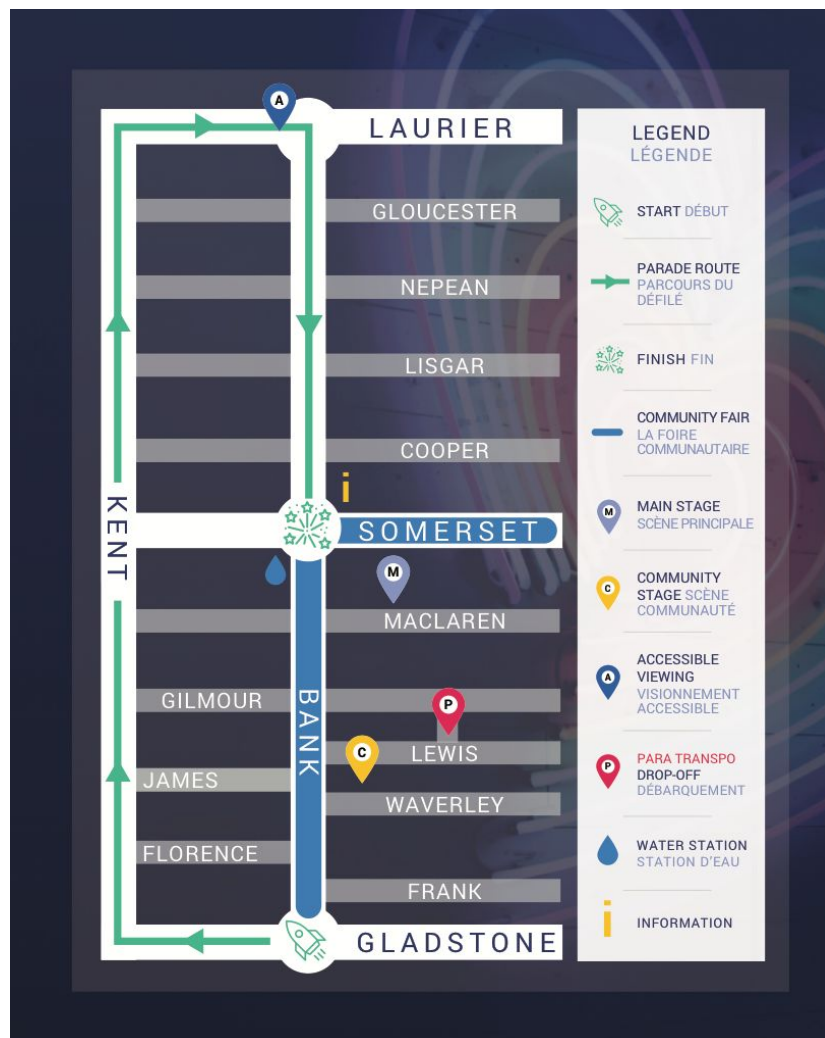 A
LAURIER
GLOUCESTER
NEPEAN
LISGAR
COOPER
i
KENT
SOMERSET
M
MACLAREN
GILMOUR
BANK
P
C
LEWIS
JAMES
WAVERLEY
FLORENCE
FRANK
GLADSTONE
LEGEND
LÉGENDE
START DÉBUT
PARADE ROUTE
PARCOURS DU
DÉFILÉ
FINISH FIN
COMMUNITY FAIR
LA FOIRE
COMMUNAUTAIRE
M
MAIN STAGE
SCÈNE PRINCIPALE
C
COMMUNITY
STAGE SCÈNE
COMMUNAUTÉ
A
ACCESSIBLE
VIEWING
VISIONNEMENT
ACCESSIBLE
P
PARA TRANSPO
DROP-OFF
DÉBARQUEMENT
WATER STATION
STATION D'EAU
i
INFORMATION